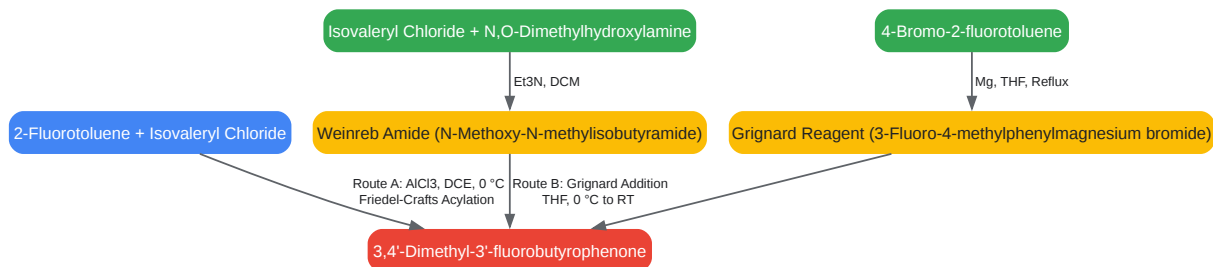 Isovaleryl Chloride + N,O-Dimethylhydroxylamine
4-Bromo-2-fluorotoluene
Et3N, DCM
Mg, THF, Reflux
2-Fluorotoluene + Isovaleryl Chloride
Weinreb Amide (N-Methoxy-N-methylisobutyramide)
Grignard Reagent (3-Fluoro-4-methylphenylmagnesium bromide)
Route A: AlCl3, DCE, 0 °C
Friedel-Crafts Acylation
Route B: Grignard Addition
THF, 0 °C to RT
3,4'-Dimethyl-3'-fluorobutyrophenone